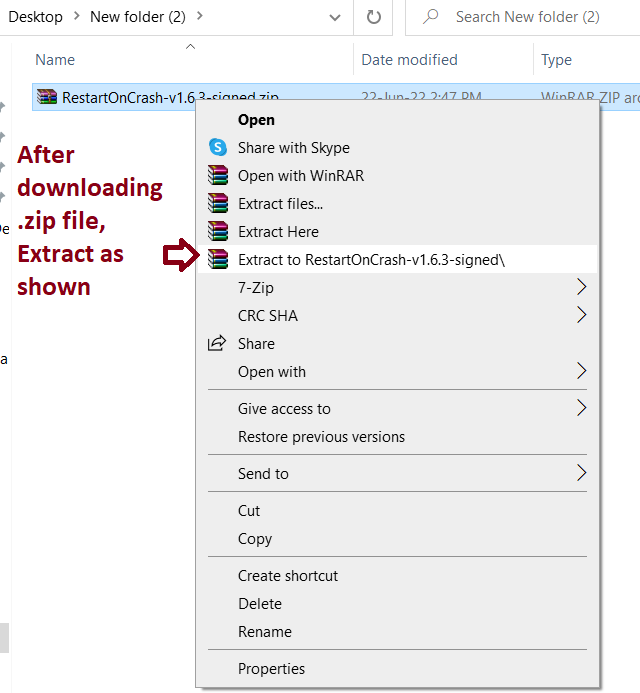 Desktop > New folder (2) >
Search New folder (2)
Name
Date modified
Type
RestartOnCrash-v1.6.3-signed.zip
22-Jun-22 2:47 PM
WinRAR ZIP arc
After
downloading
.zip file,
Extract as
shown
Open
Share with Skype
Open with WinRAR
Extract files...
Extract Here
Extract to RestartOnCrash-v1.6.3-signed\
7-Zip
CRC SHA
Share
Open with
Give access to
Restore previous versions
Send to
Cut
Copy
Create shortcut
Delete
Rename
Properties